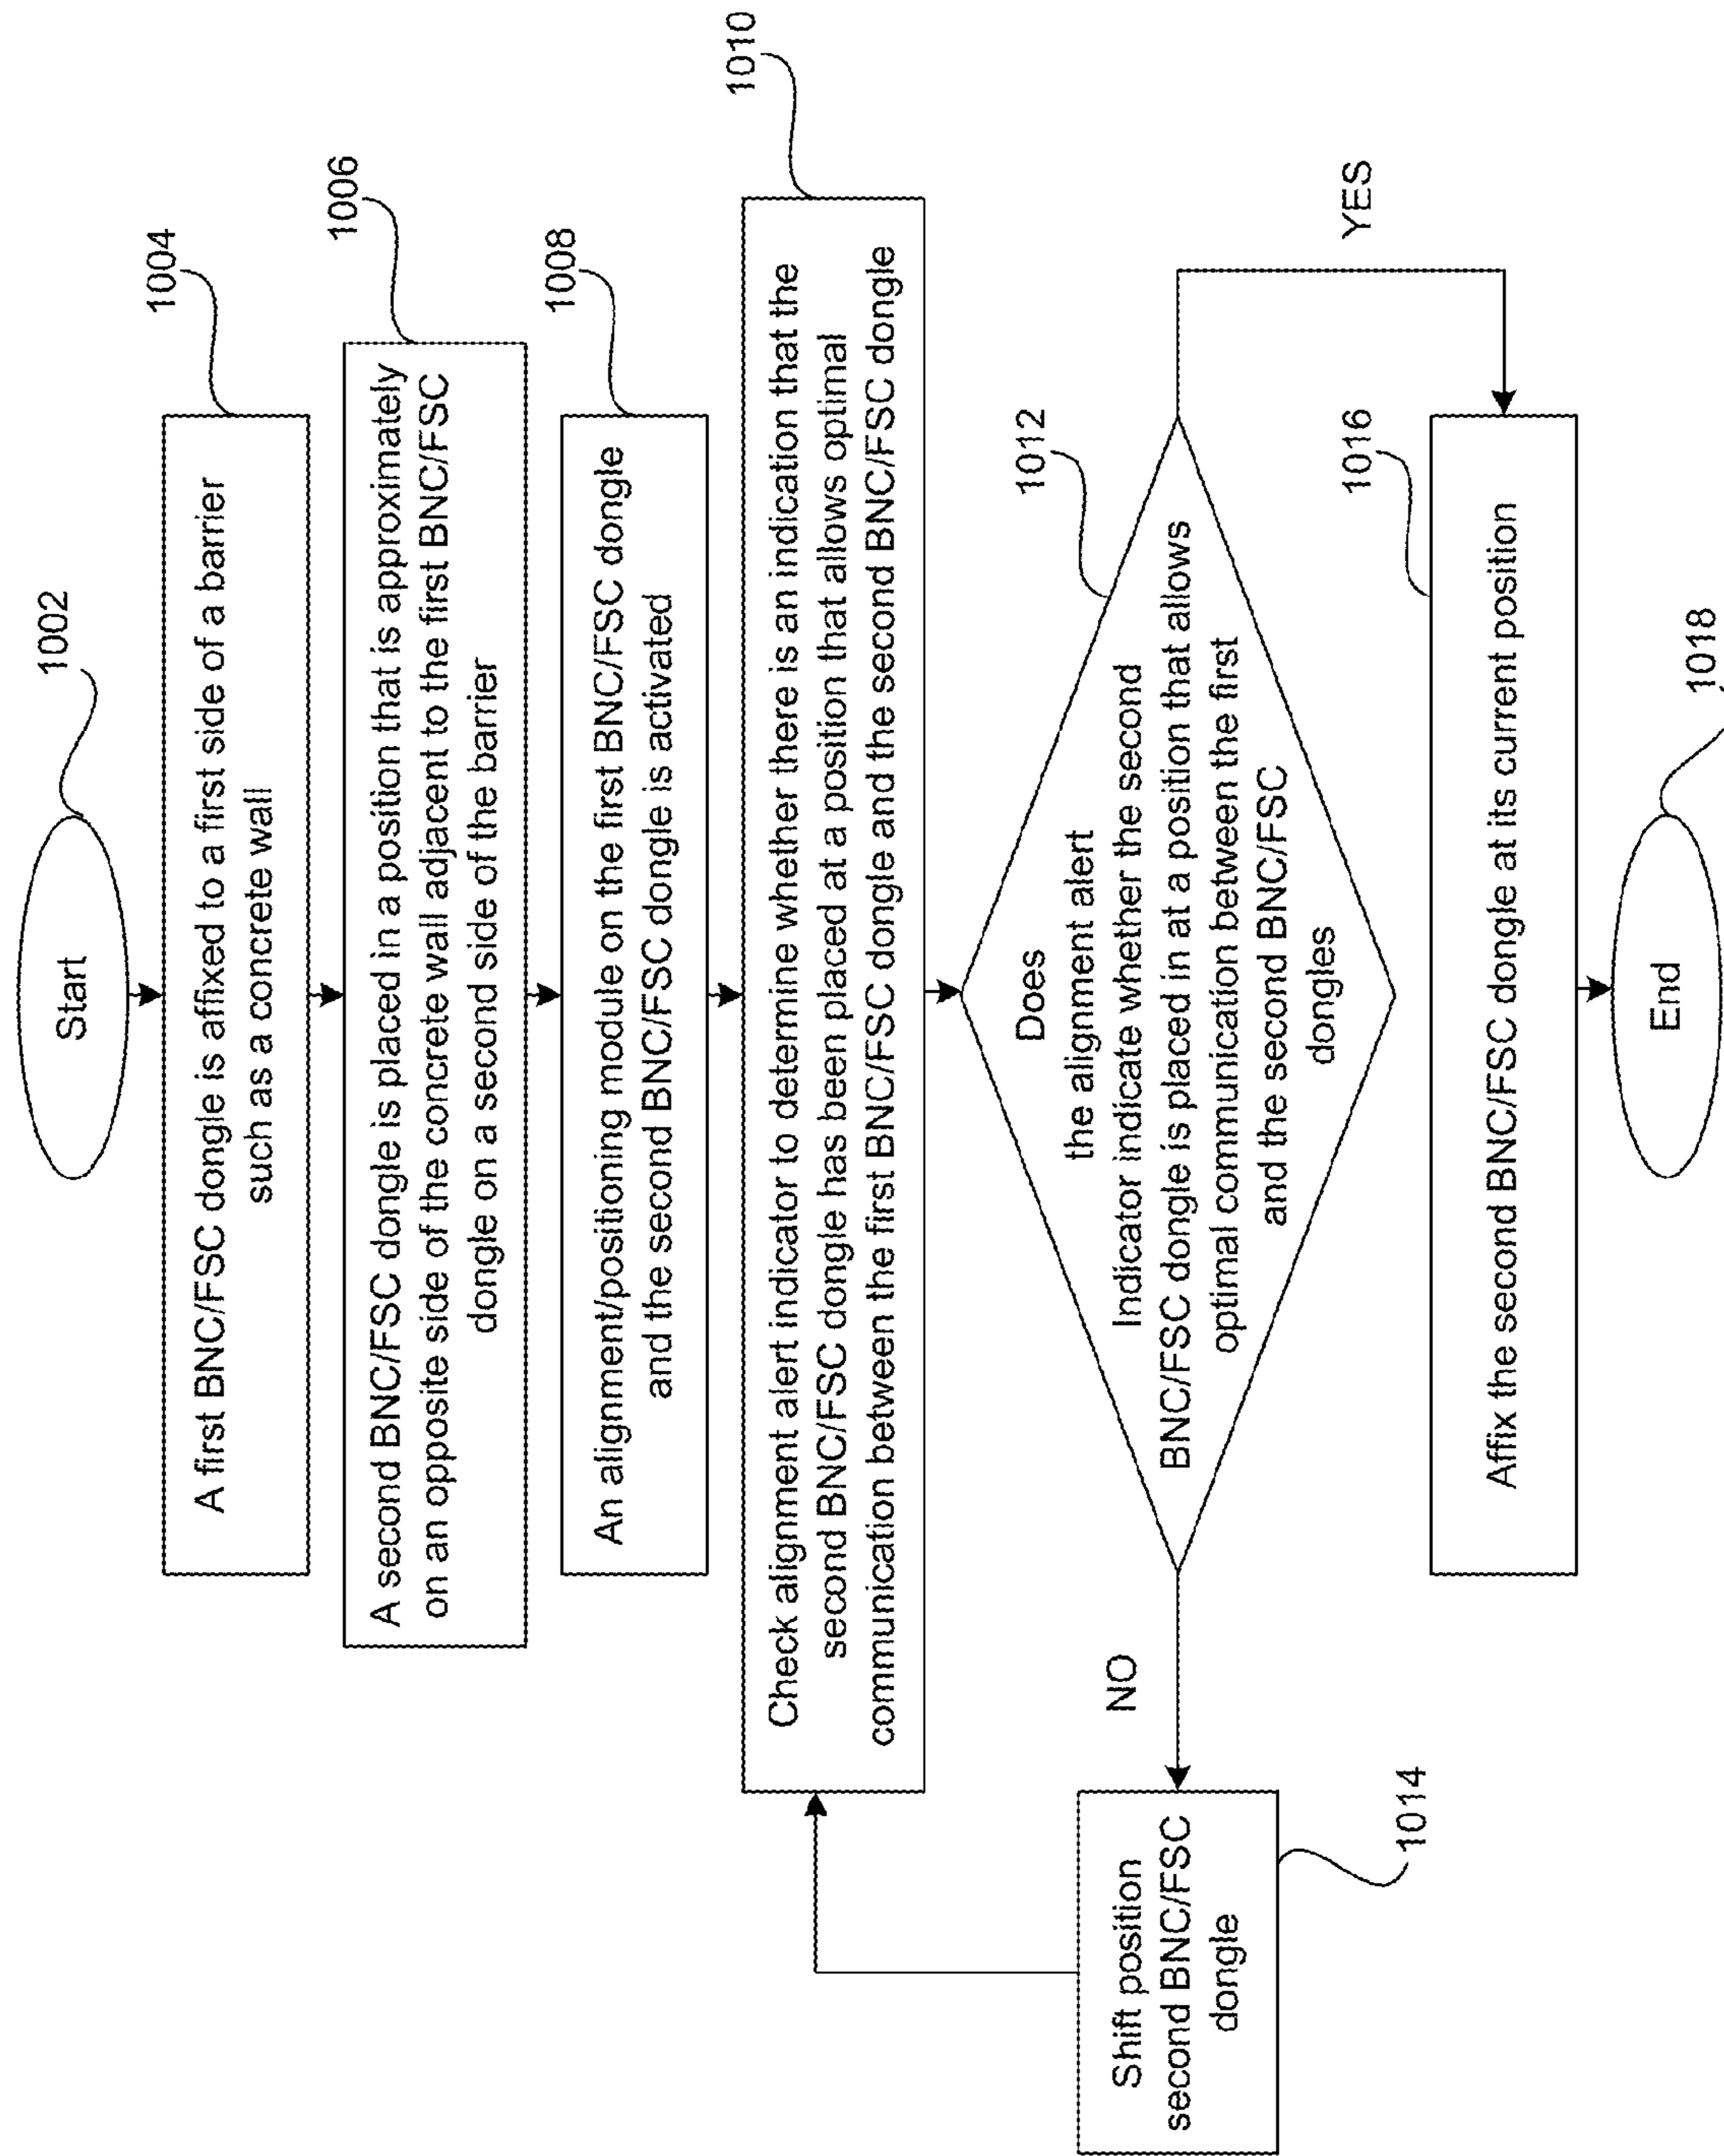 Start
1002
A first BNC/FSC dongle is affixed to a first side of a barrier
such as a concrete wall
1004
A second BNC/FSC dongle is placed in a position that is approximately
on an opposite side of the concrete wall adjacent to the first BNC/FSC
dongle on a second side of the barrier
1006
An alignment/positioning module on the first BNC/FSC dongle
and the second BNC/FSC dongle is activated
1008
Check alignment alert indicator to determine whether there is an indication that the
second BNC/FSC dongle has been placed at a position that allows optimal
communication between the first BNC/FSC dongle and the second BNC/FSC dongle
1010
Does
the alignment alert
Indicator indicate whether the second
BNC/FSC dongle is placed in at a position that allows
optimal communication between the first
and the second BNC/FSC
dongles
1012
NO
YES
Shift position
second BNC/FSC
dongle
1014
Affix the second BNC/FSC dongle at its current position
1016
End
1018